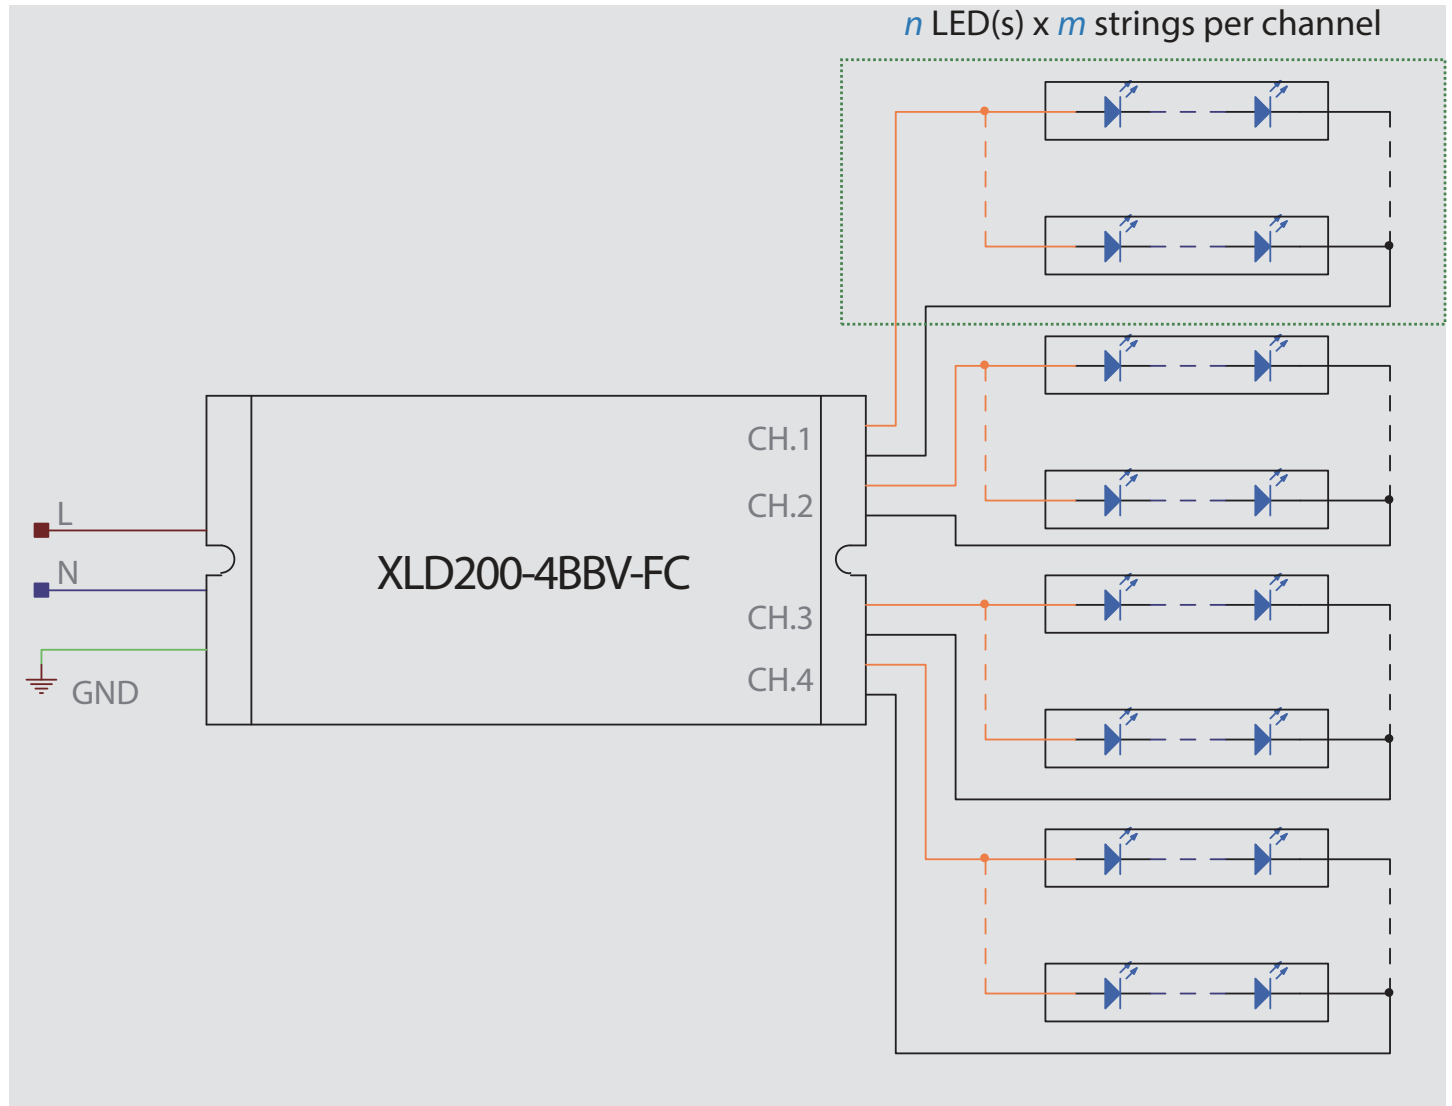 n LED(s) x m strings per channel
CH.1
CH.2
L
N
XLD200-4BBV-FC
CH.3
CH.4
GND